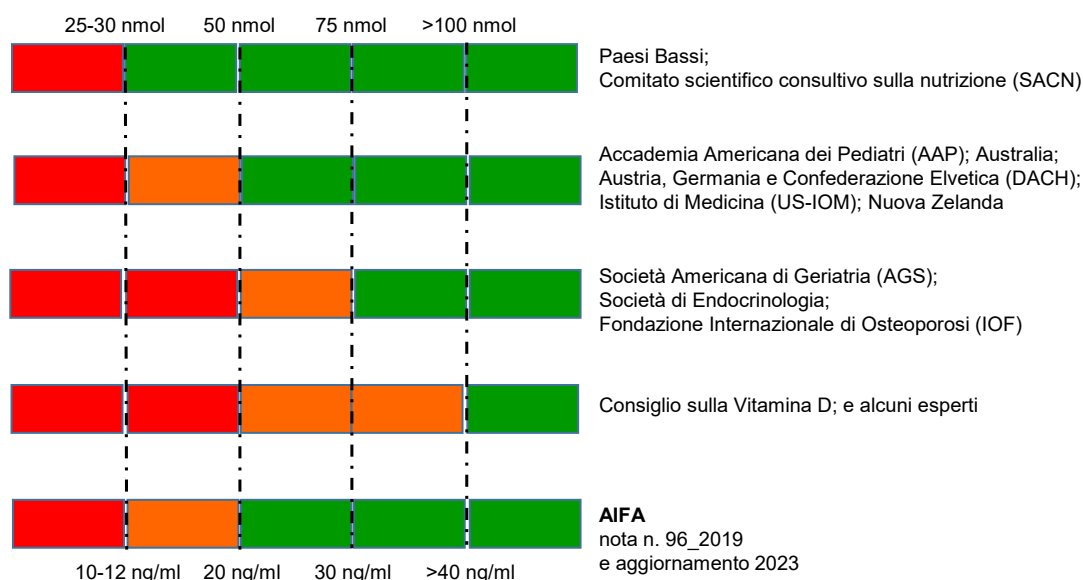 25-30 nmol 50 nmol 75 nmol >100 nmol
Paesi Bassi;
Comitato scientifico consultivo sulla nutrizione (SACN)
Accademia Americana dei Pediatri (AAP); Australia;
Austria, Germania e Confederazione Elvetica (DACH);
Istituto di Medicina (US-IOM); Nuova Zelanda
Società Americana di Geriatria (AGS);
Società di Endocrinologia;
Fondazione Internazionale di Osteoporosi (IOF)
Consiglio sulla Vitamina D; e alcuni esperti
AIFA
nota n. 96_2019
e aggiornamento 2023
10-12 ng/ml 20 ng/ml 30 ng/ml >40 ng/ml